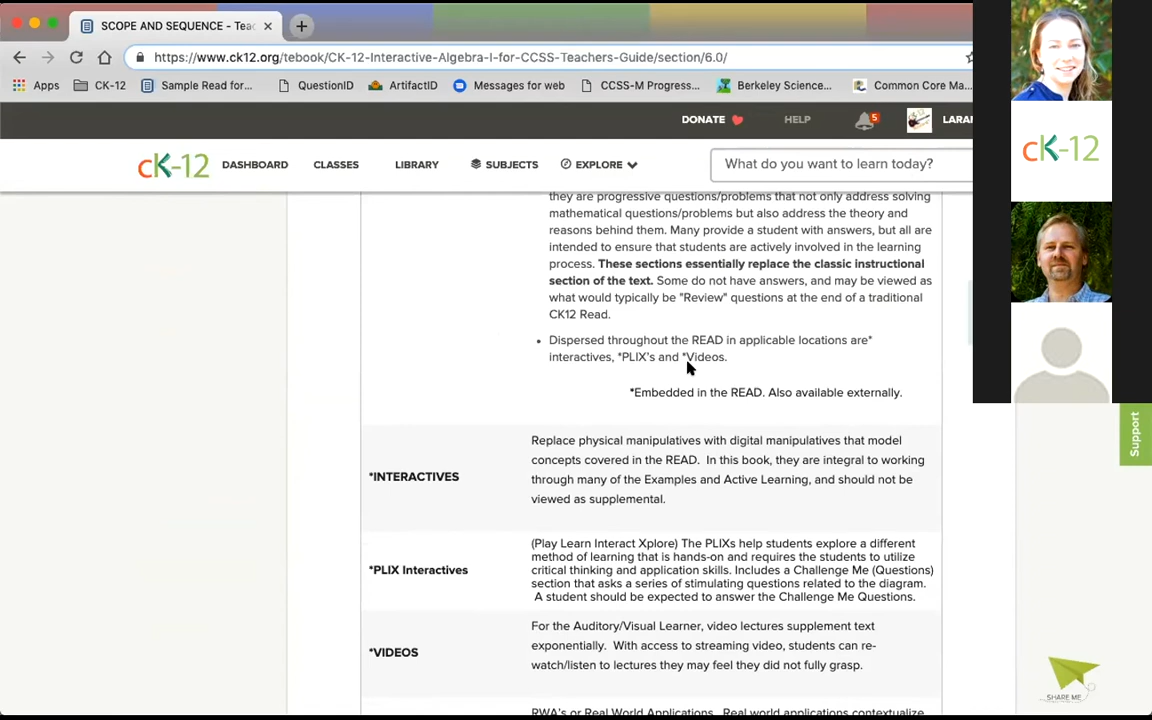 SCOPE AND SEQUENCE - Tea
https://www.ck12.org/tebook/CK-12-Interactive-Algebra-I-for-CCSS-Teachers-Guide/section/6.0/
Apps
CK-12
Sample Read for...
QuestionID
ArtifactID
Messages for web
CCSS-M Progress...
Berkeley Science...
Common Core Ma...
DONATE
HELP
5
LARAM
cK-12
DASHBOARD
CLASSES
LIBRARY
SUBJECTS
EXPLORE
What do you want to learn today?
cK-12
they are progressive questions/problems that not only address solving
mathematical questions/problems but also address the theory and
reasons behind them. Many provide a student with answers, but all are
intended to ensure that students are actively involved in the learning
process. These sections essentially replace the classic instructional
section of the text. Some do not have answers, and may be viewed as
what would typically be "Review" questions at the end of a traditional
CK12 Read.
• Dispersed throughout the READ in applicable locations are*
interactives, *PLIX's and *Videos.
*Embedded in the READ. Also available externally.
*INTERACTIVES
Replace physical manipulatives with digital manipulatives that model
concepts covered in the READ. In this book, they are integral to working
through many of the Examples and Active Learning, and should not be
viewed as supplemental.
*PLIX Interactives
(Play Learn Interact Xplore) The PLIXs help students explore a different
method of learning that is hands-on and requires the students to utilize
critical thinking and application skills. Includes a Challenge Me (Questions)
section that asks a series of stimulating questions related to the diagram.
A student should be expected to answer the Challenge Me Questions.
*VIDEOS
For the Auditory/Visual Learner, video lectures supplement text
exponentially. With access to streaming video, students can re-
watch/listen to lectures they may feel they did not fully grasp.
RWA's or Real World Applications. Real world applications contextualize
Support
SHARE ME